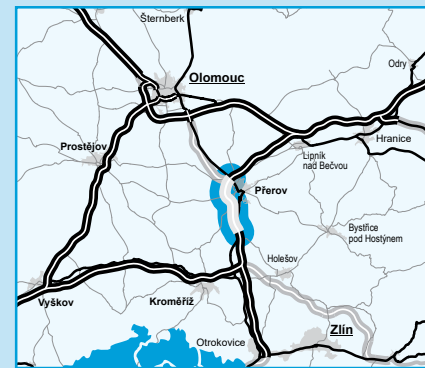 Šternberk
Odry
Olomouc
Hranice
Prostějov
Lipník
nad Bečvou
Přerov
Bystřice
pod Hostýnem
Holešov
Vyškov
Kroměříž
Zlín
Otrokovice